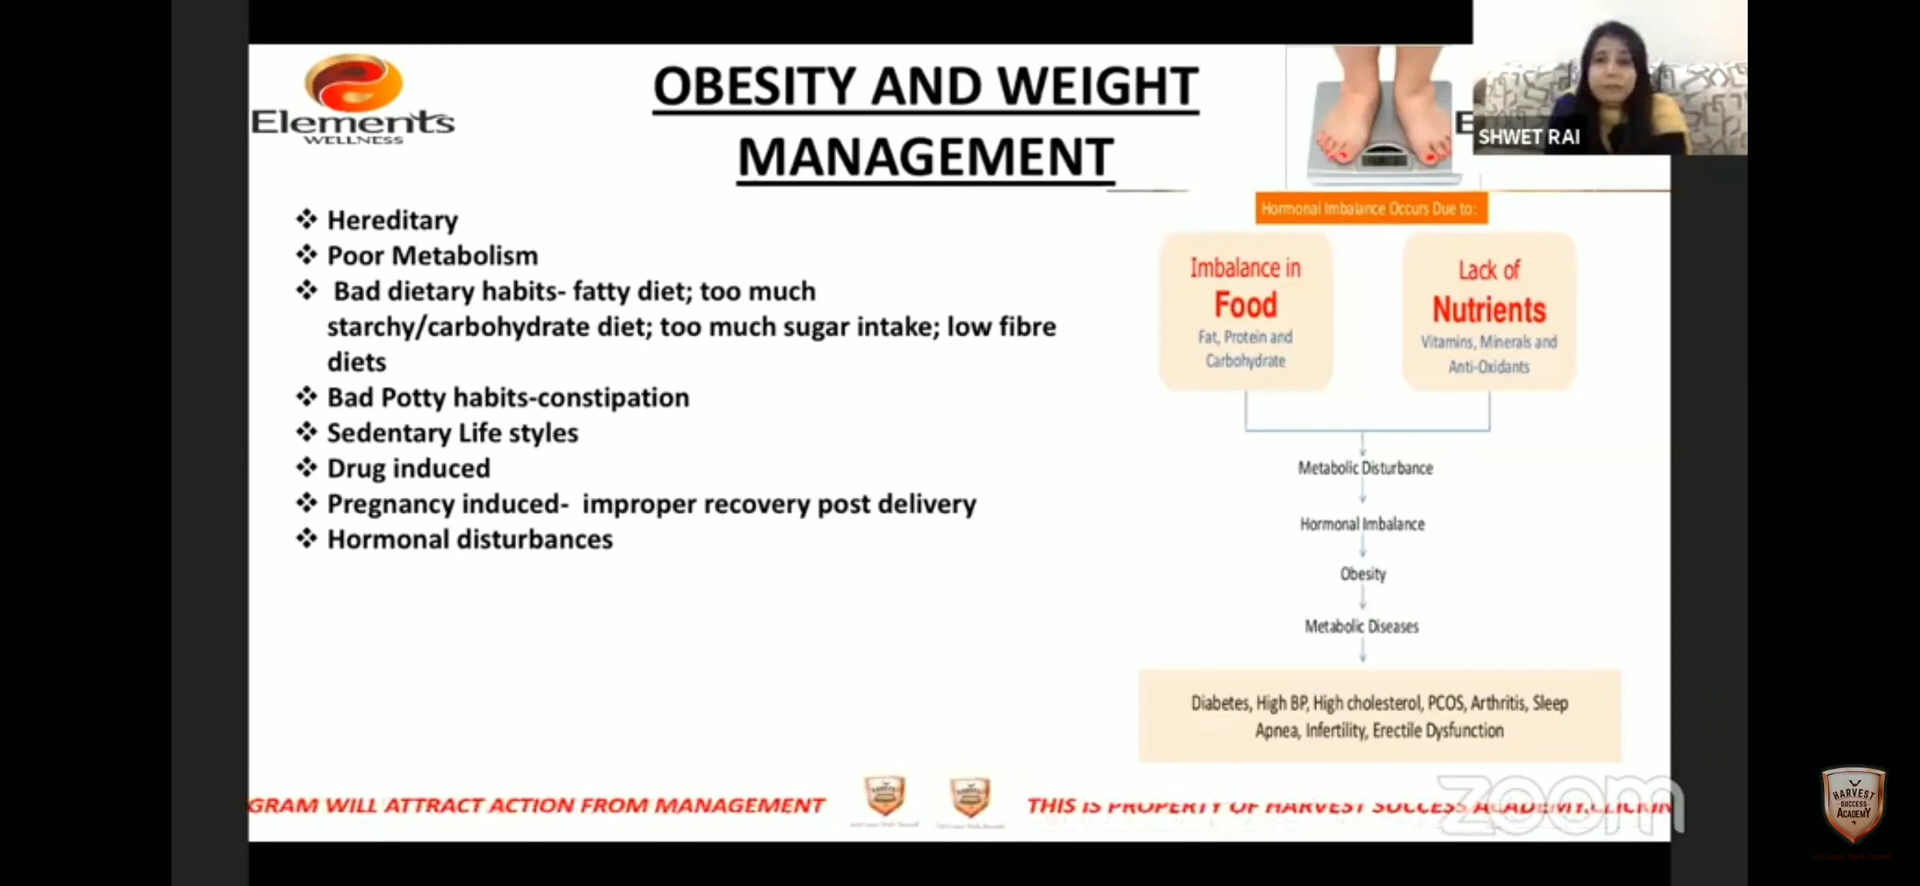 Elements
WELLNESS
OBESITY AND WEIGHT
MANAGEMENT
SHWET RAI
Hereditary
Poor Metabolism
Bad dietary habits- fatty diet; too much
starchy/carbohydrate diet; too much sugar intake; low fibre
diets
Bad Potty habits-constipation
Sedentary Life styles
Drug induced
Pregnancy induced- improper recovery post delivery
Hormonal disturbances
Hormonal Imbalance Occurs Due to:
Imbalance in
Food
Fat, Protein and
Carbohydrate
Lack of
Nutrients
Vitamins, Minerals and
Anti-Oxidants
Metabolic Disturbance
Hormonal Imbalance
Obesity
Metabolic Diseases
Diabetes, High BP, High cholesterol, PCOS, Arthritis, Sleep
Apnea, Infertility, Erectile Dysfunction
GRAM WILL ATTRACT ACTION FROM MANAGEMENT
THIS IS PROPERTY OF HARVEST SUCCESS ACADEMY.CLICKIN
zoom
HARVEST
SUCCESS
ACADEMY